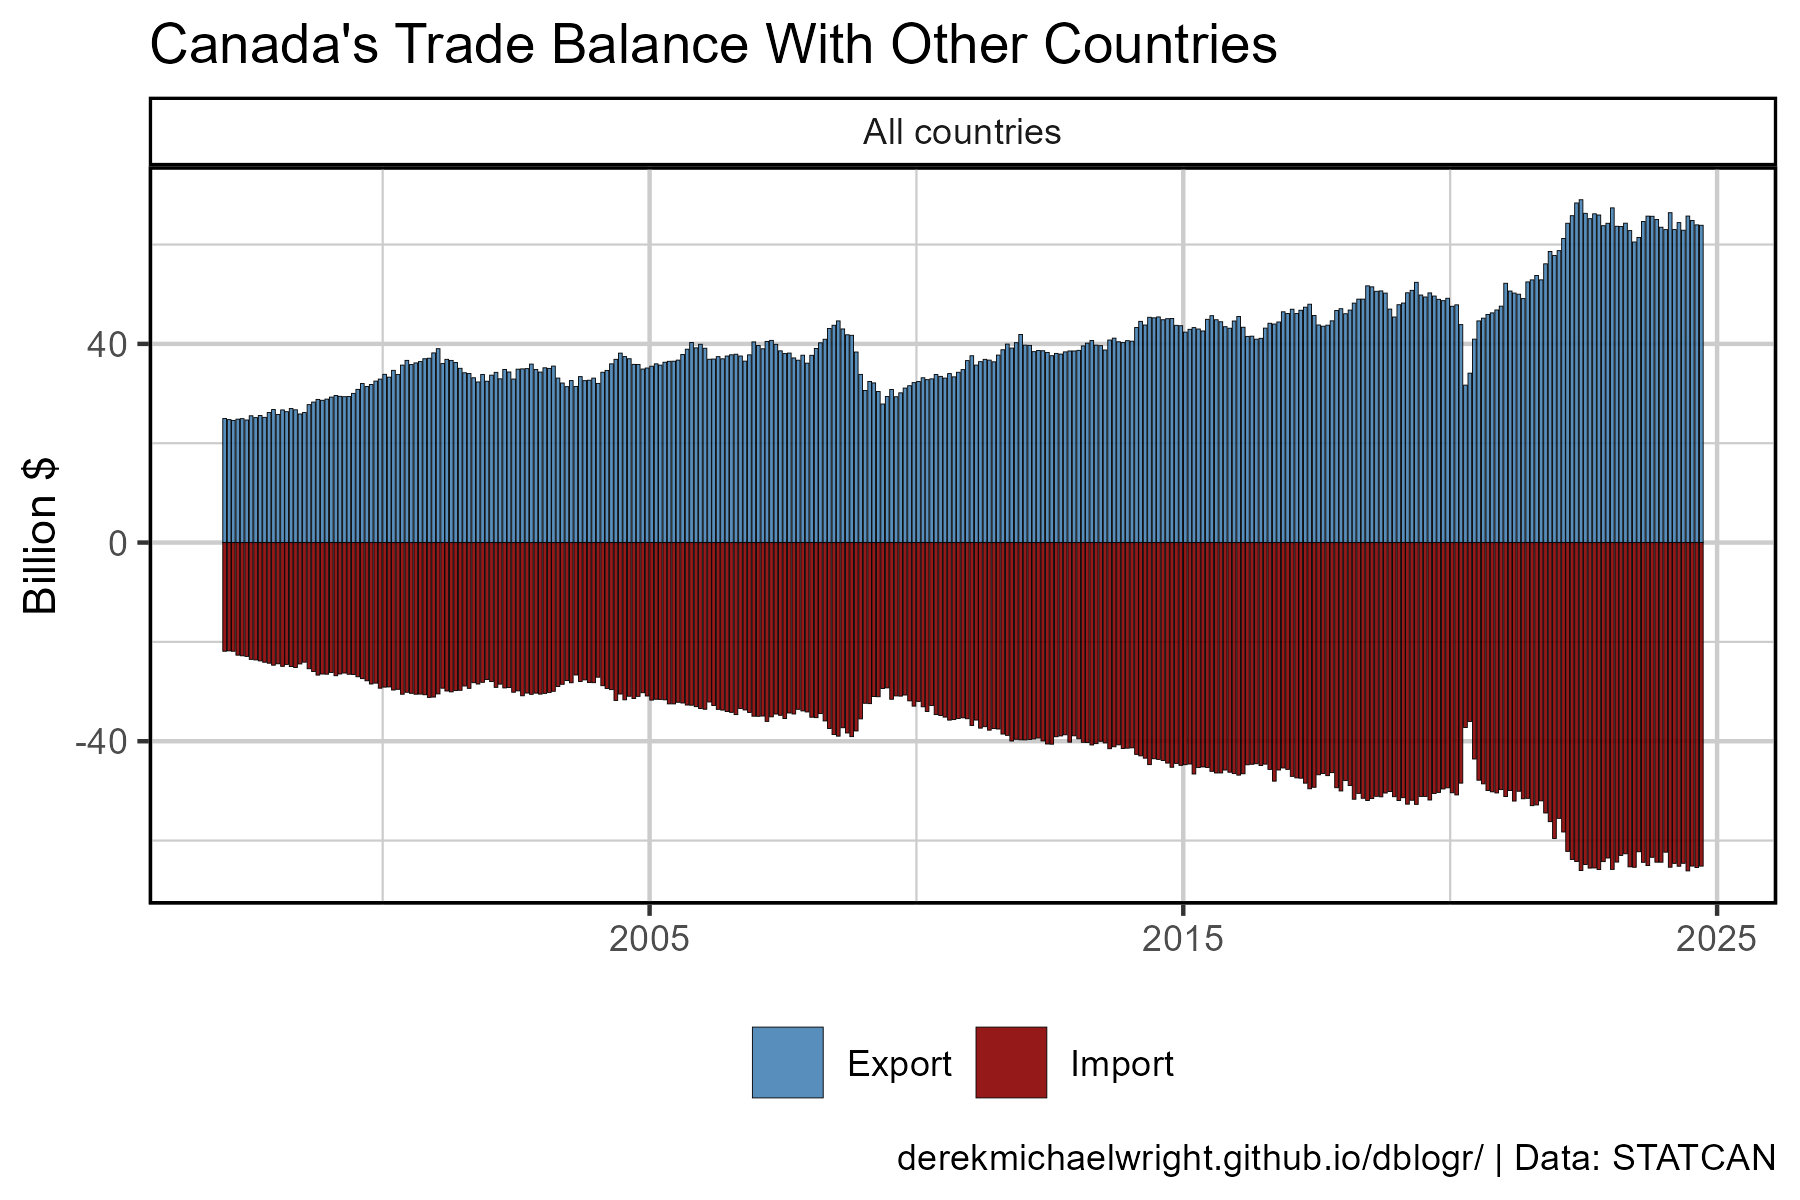 Canada's Trade Balance With Other Countries
All countries
Billion $
40
0
-40
2005 2015 2025
Export Import
derekmichaelwright.github.io/dblogr/ | Data: STATCAN